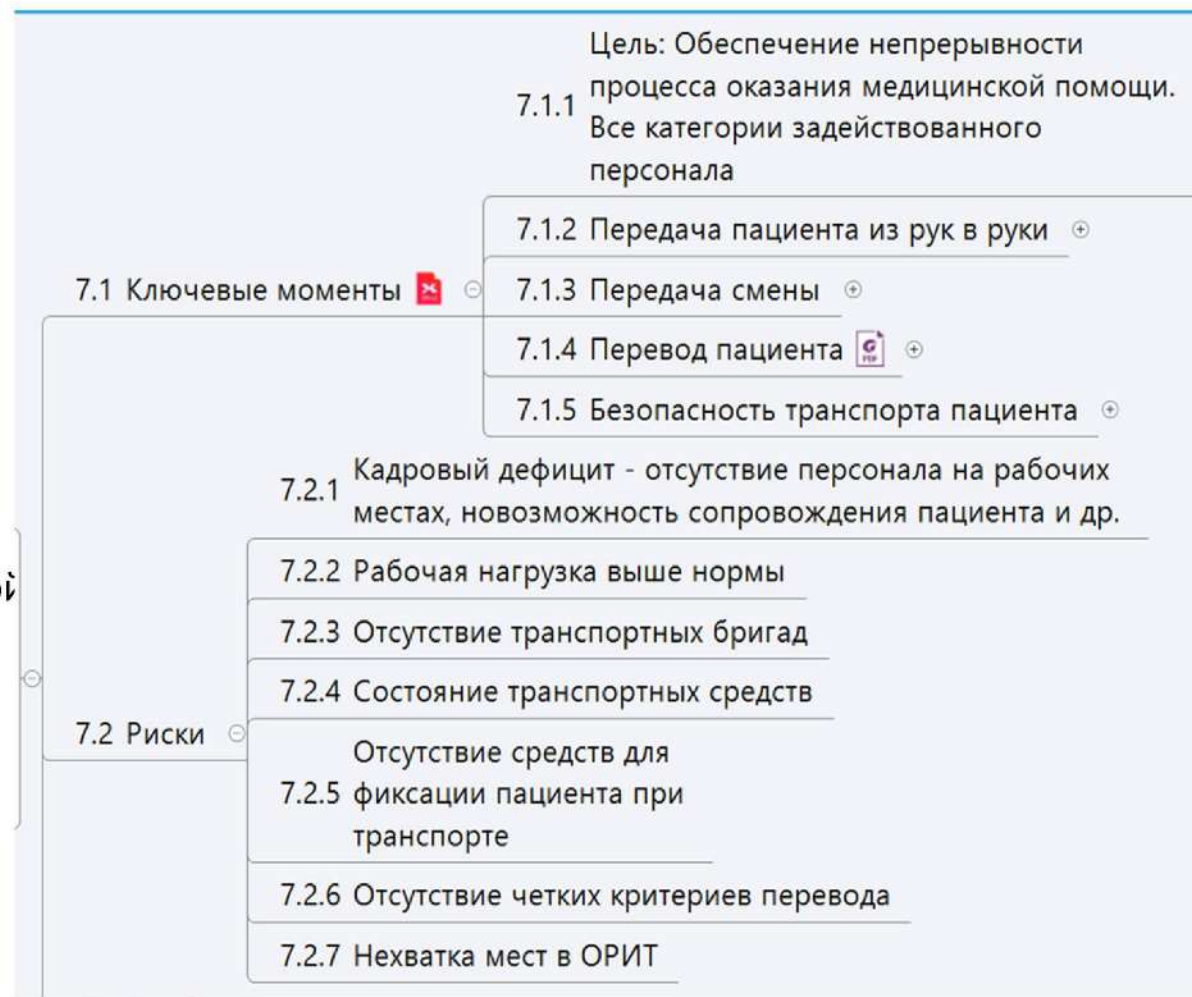 Цель: Обеспечение непрерывности
7.1.1 процесса оказания медицинской помощи.
Все категории задействованного
персонала
7.1.2 Передача пациента из рук в руки
7.1 Ключевые моменты
7.1.3 Передача смены
7.1.4 Перевод пациента
7.1.5 Безопасность транспорта пациента
7.2.1 Кадровый дефицит - отсутствие персонала на рабочих
местах, новозможность сопровождения пациента и др.
7.2.2 Рабочая нагрузка выше нормы
7.2.3 Отсутствие транспортных бригад
7.2.4 Состояние транспортных средств
7.2 Риски
Отсутствие средств для
7.2.5 фиксации пациента при
транспорте
7.2.6 Отсутствие четких критериев перевода
7.2.7 Нехватка мест в ОРИТ